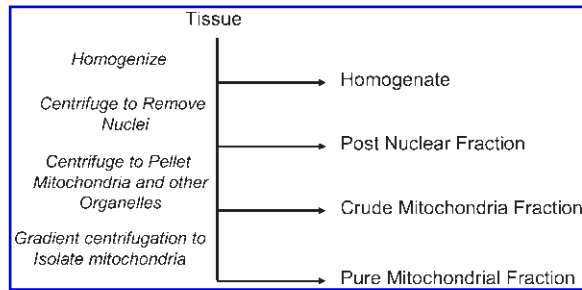 Tissue
Homogenize
Homogenate
Centrifuge to Remove
Nuclei
Post Nuclear Fraction
Centrifuge to Pellet
Mitochondria and other
Organelles
Crude Mitochondria Fraction
Gradient centrifugation to
Isolate mitochondria
Pure Mitochondrial Fraction